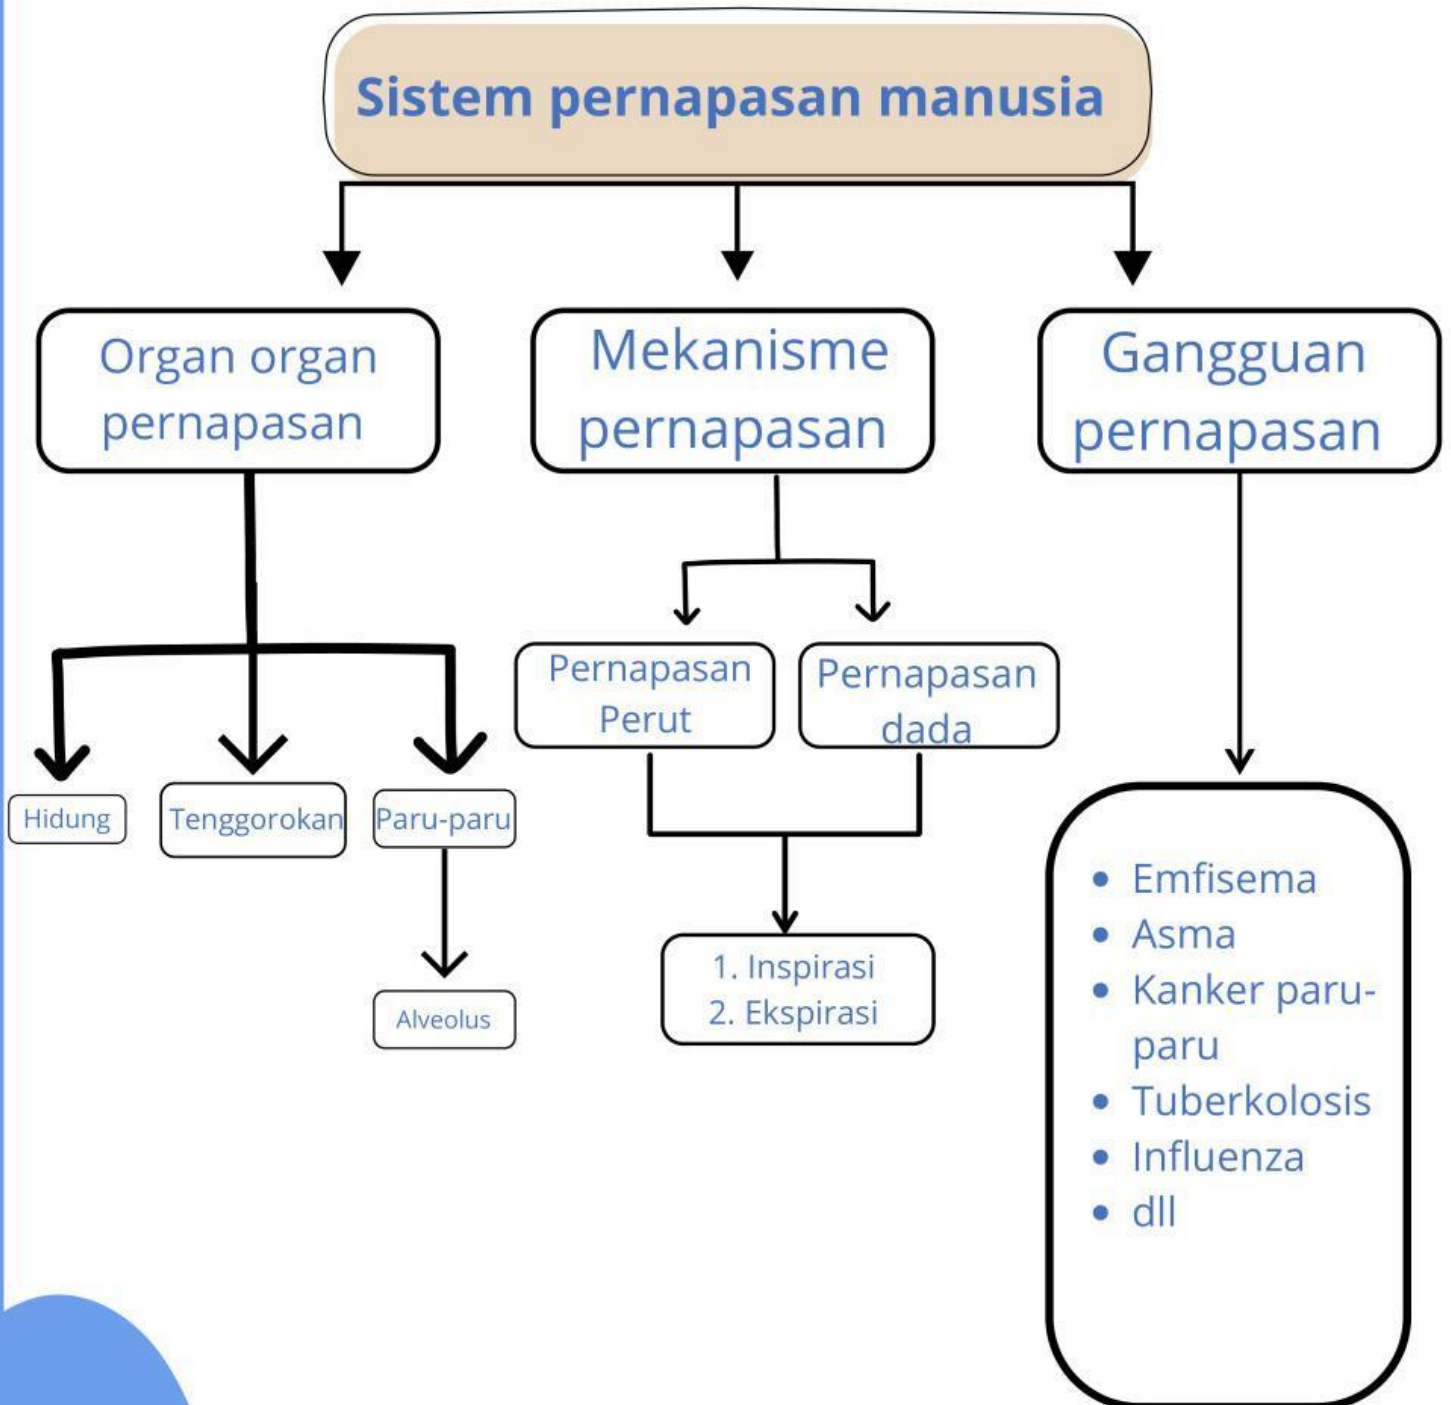 Sistem pernapasan manusia
Organ organ
pernapasan
Mekanisme
pernapasan
Gangguan
pernapasan
Pernapasan
Perut
Pernapasan
dada
Hidung
Tenggorokan
Paru-paru
Alveolus
1. Inspirasi
2. Ekspirasi
• Emfisema
• Asma
• Kanker paru-
paru
• Tuberkolosis
• Influenza
• dll